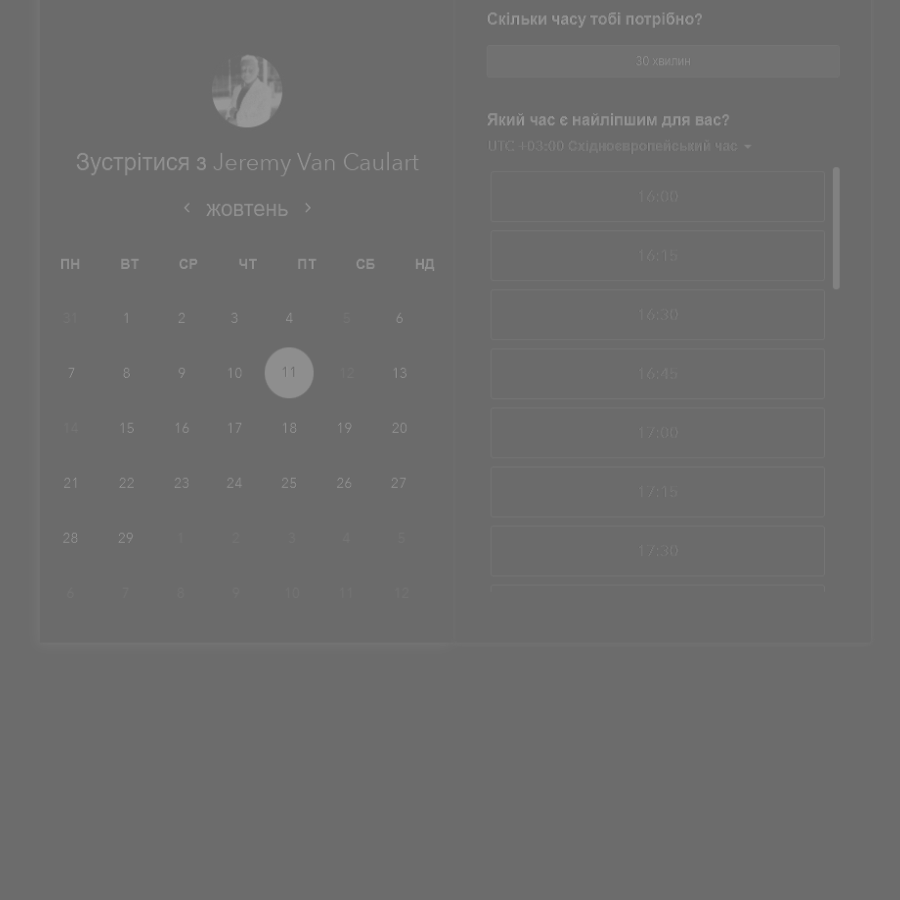 Зустрітися з Jeremy Van Caulart
жовтень
ПН ВТ СР ЧТ ПТ СБ НД
31 1 2 3 4 5 6
7 8 9 10 11 12 13
14 15 16 17 18 19 20
21 22 23 24 25 26 27
28 29 1 2 3 4 5
6 7 8 9 10 11 12
Скільки часу тобі потрібно?
30 хвилин
Який час є найліпшим для вас?
UTC +03:00 Східноєвропейський час
16:00
16:15
16:30
16:45
17:00
17:15
17:30